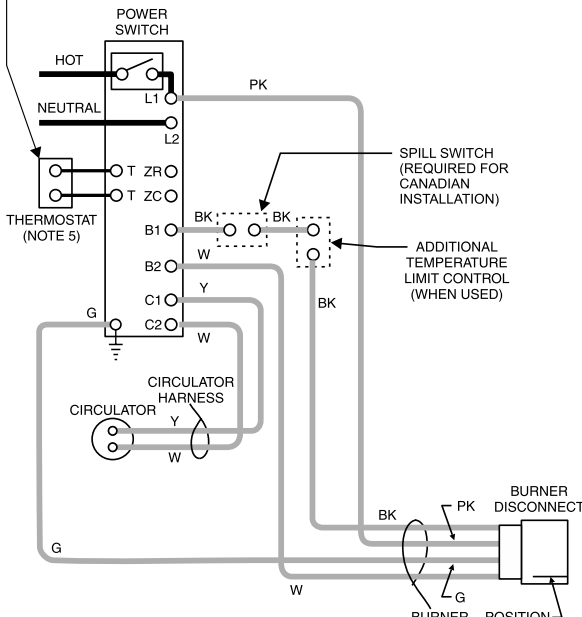 POWER
SWITCH
HOT
L1
PK
NEUTRAL
L2
SPILL SWITCH
(REQUIRED FOR
CANADIAN
INSTALLATION)
T ZR
T ZC
THERMOSTAT
(NOTE 5)
B1
BK
BK
ADDITIONAL
TEMPERATURE
LIMIT CONTROL
(WHEN USED)
B2
W
C1
Y
BK
G
C2
W
CIRCULATOR
HARNESS
CIRCULATOR
Y
W
BURNER
DISCONNECT
BK
PK
G
W
G
BURNER
POSITION